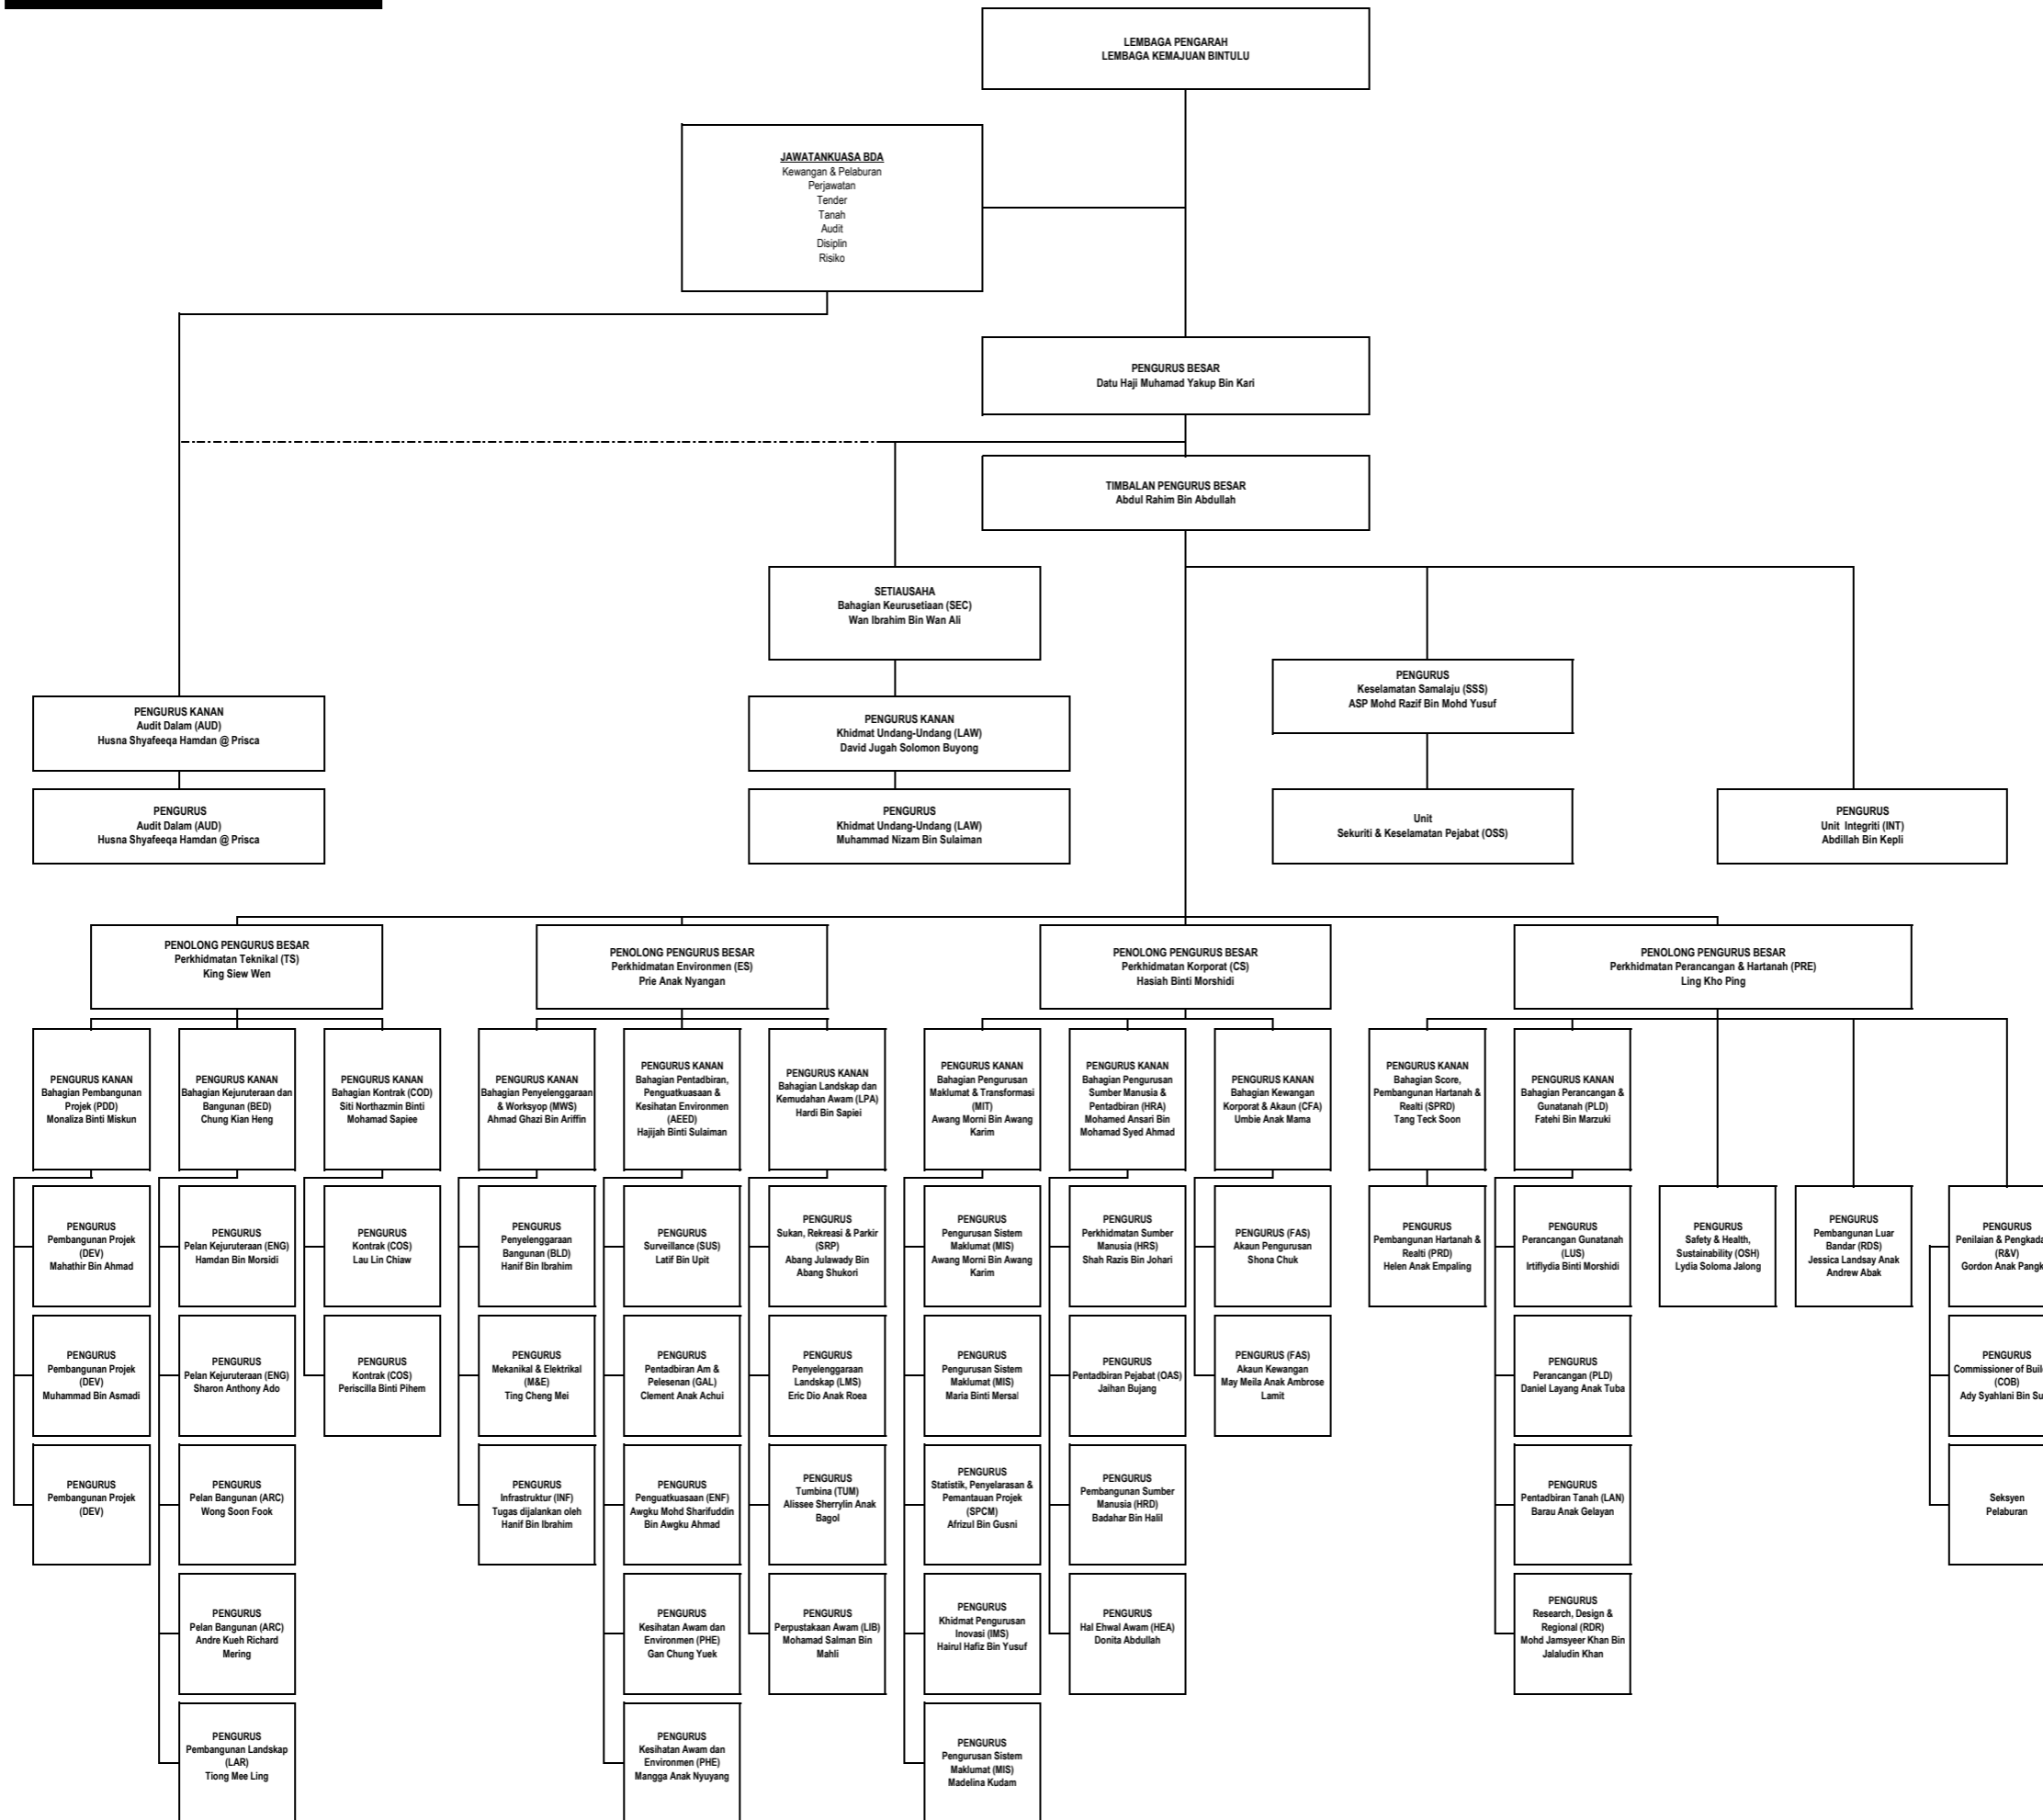 LEMBAGA PENGARAH
LEMBAGA KEMAJUAN BINTULU
JAWATANKUASA BDA
Kewangan & Pelaburan
Perjawatan
Tender
Tanah
Audit
Disiplin
Risiko
PENGURUS BESAR
Datu Haji Muhamad Yakup Bin Kari
TIMBALAN PENGURUS BESAR
Abdul Rahim Bin Abdullah
SETIAUSAHA
Bahagian Keurusetiaan (SEC)
Wan Ibrahim Bin Wan Ali
PENGURUS
Keselamatan Samalaju (SSS)
ASP Mohd Razif Bin Mohd Yusuf
PENGURUS KANAN
Audit Dalam (AUD)
Husna Shyafeeqa Hamdan @ Prisca
PENGURUS KANAN
Khidmat Undang-Undang (LAW)
David Jugah Solomon Buyong
PENGURUS
Audit Dalam (AUD)
Husna Shyafeeqa Hamdan @ Prisca
PENGURUS
Khidmat Undang-Undang (LAW)
Muhammad Nizam Bin Sulaiman
Unit
Sekuriti & Keselamatan Pejabat (OSS)
PENGURUS
Unit Integriti (INT)
Abdillah Bin Kepli
PENOLONG PENGURUS BESAR
Perkhidmatan Teknikal (TS)
King Siew Wen
PENOLONG PENGURUS BESAR
Perkhidmatan Environmen (ES)
Prie Anak Nyangan
PENOLONG PENGURUS BESAR
Perkhidmatan Korporat (CS)
Hasiah Binti Morshidi
PENOLONG PENGURUS BESAR
Perkhidmatan Perancangan & Hartanah (PRE)
Ling Kho Ping
PENGURUS KANAN
Bahagian Pembangunan
Projek (PDD)
Monaliza Binti Miskun
PENGURUS KANAN
Bahagian Kejuruteraan dan
Bangunan (BED)
Chung Kian Heng
PENGURUS KANAN
Bahagian Kontrak (COD)
Siti Northazmin Binti
Mohamad Sapiee
PENGURUS KANAN
Bahagian Penyelenggaraan
& Worksyop (MWS)
Ahmad Ghazi Bin Ariffin
PENGURUS KANAN
Bahagian Pentadbiran,
Penguatkuasaan &
Kesihatan Environmen
(AEED)
Hajijah Binti Sulaiman
PENGURUS KANAN
Bahagian Landskap dan
Kemudahan Awam (LPA)
Hardi Bin Sapiei
PENGURUS KANAN
Bahagian Pengurusan
Maklumat & Transformasi
(MIT)
Awang Morni Bin Awang
Karim
PENGURUS KANAN
Bahagian Pengurusan
Sumber Manusia &
Pentadbiran (HRA)
Mohamed Ansari Bin
Mohamad Syed Ahmad
PENGURUS KANAN
Bahagian Kewangan
Korporat & Akaun (CFA)
Umbie Anak Mama
PENGURUS KANAN
Bahagian Score,
Pembangunan Hartanah &
Realti (SPRD)
Tang Teck Soon
PENGURUS KANAN
Bahagian Perancangan &
Gunatanah (PLD)
Fatehi Bin Marzuki
PENGURUS
Pembangunan Projek
(DEV)
Mahathir Bin Ahmad
PENGURUS
Pelan Kejuruteraan (ENG)
Hamdan Bin Morsidi
PENGURUS
Kontrak (COS)
Lau Lin Chiaw
PENGURUS
Penyelenggaraan
Bangunan (BLD)
Hanif Bin Ibrahim
PENGURUS
Surveillance (SUS)
Latif Bin Upit
PENGURUS
Sukan, Rekreasi & Parkir
(SRP)
Abang Julawady Bin
Abang Shukori
PENGURUS
Pengurusan Sistem
Maklumat (MIS)
Awang Morni Bin Awang
Karim
PENGURUS
Perkhidmatan Sumber
Manusia (HRS)
Shah Razis Bin Johari
PENGURUS (FAS)
Akaun Pengurusan
Shona Chuk
PENGURUS
Pembangunan Hartanah &
Realti (PRD)
Helen Anak Empaling
PENGURUS
Perancangan Gunatanah
(LUS)
Irtiflydia Binti Morshidi
PENGURUS
Safety & Health,
Sustainability (OSH)
Lydia Soloma Jalong
PENGURUS
Pembangunan Luar
Bandar (RDS)
Jessica Landsay Anak
Andrew Abak
PENGURUS
Penilaian &
(R&V)
Gordon Anak
PENGURUS
Pembangunan Projek
(DEV)
Muhammad Bin Asmadi
PENGURUS
Pelan Kejuruteraan (ENG)
Sharon Anthony Ado
PENGURUS
Kontrak (COS)
Periscilla Binti Pihem
PENGURUS
Mekanikal & Elektrikal
(M&E)
Ting Cheng Mei
PENGURUS
Pentadbiran Am &
Pelesenan (GAL)
Clement Anak Achui
PENGURUS
Penyelenggaraan
Landskap (LMS)
Eric Dio Anak Roea
PENGURUS
Pengurusan Sistem
Maklumat (MIS)
Maria Binti Mersal
PENGURUS
Pentadbiran Pejabat (OAS)
Jaihan Bujang
PENGURUS (FAS)
Akaun Kewangan
May Meila Anak Ambrose
Lamit
PENGURUS
Perancangan (PLD)
Daniel Layang Anak Tuba
PENGURUS
Commissioner of
(COB)
Ady Syahlani Bin
PENGURUS
Pembangunan Projek
(DEV)
PENGURUS
Pelan Bangunan (ARC)
Wong Soon Fook
PENGURUS
Infrastruktur (INF)
Tugas dijalankan oleh
Hanif Bin Ibrahim
PENGURUS
Penguatkuasaan (ENF)
Awgku Mohd Sharifuddin
Bin Awgku Ahmad
PENGURUS
Tumbina (TUM)
Alissee Sherrylin Anak
Bagol
PENGURUS
Statistik, Penyelarasan &
Pemantauan Projek
(SPCM)
Afrizul Bin Gusni
PENGURUS
Pembangunan Sumber
Manusia (HRD)
Badahar Bin Halil
PENGURUS
Pentadbiran Tanah (LAN)
Barau Anak Gelayan
Seksyen
Pelaburan
PENGURUS
Pelan Bangunan (ARC)
Andre Kueh Richard
Mering
PENGURUS
Kesihatan Awam dan
Environmen (PHE)
Gan Chung Yuek
PENGURUS
Perpustakaan Awam (LIB)
Mohamad Salman Bin
Mahli
PENGURUS
Khidmat Pengurusan
Inovasi (IMS)
Hairul Hafiz Bin Yusuf
PENGURUS
Hal Ehwal Awam (HEA)
Donita Abdullah
PENGURUS
Research, Design &
Regional (RDR)
Mohd Jamsyeer Khan Bin
Jalaludin Khan
PENGURUS
Pembangunan Landskap
(LAR)
Tiong Mee Ling
PENGURUS
Kesihatan Awam dan
Environmen (PHE)
Mangga Anak Nyuyang
PENGURUS
Pengurusan Sistem
Maklumat (MIS)
Madelina Kudam